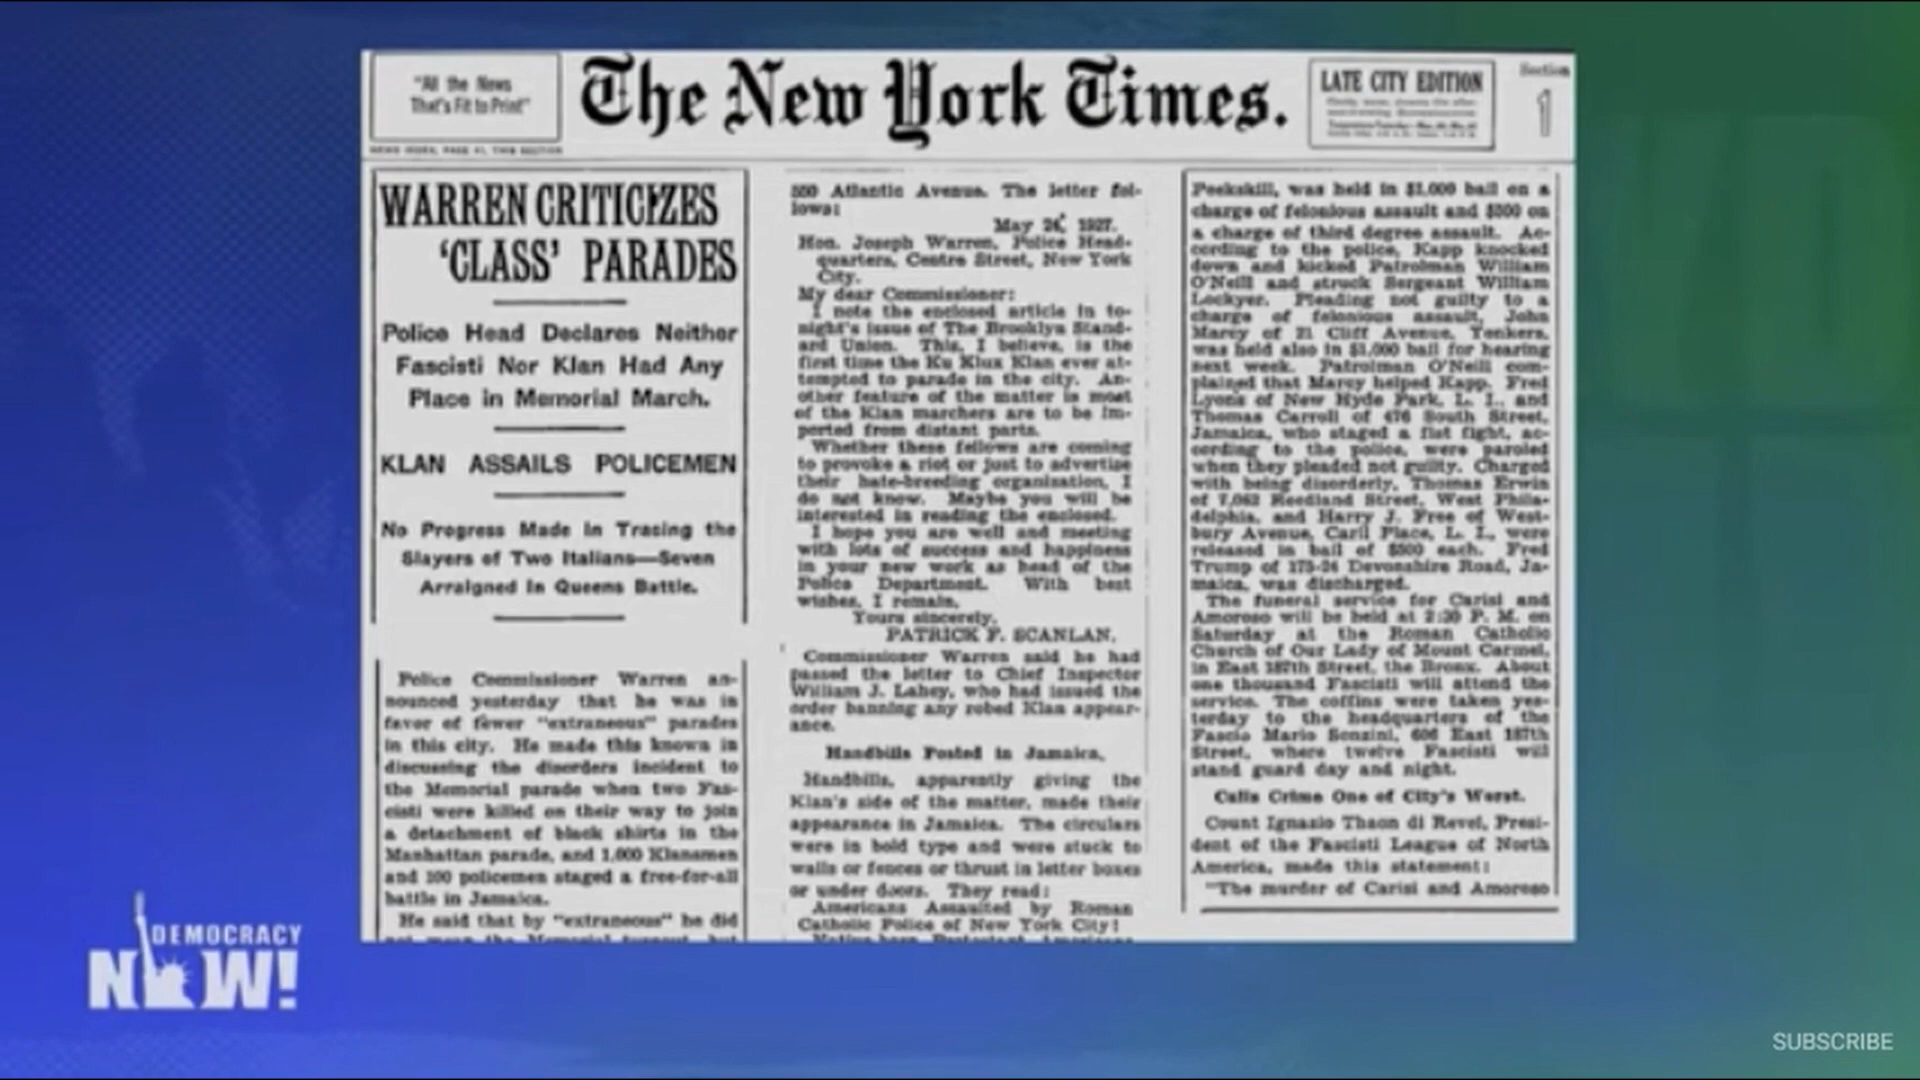 "All the News
That's Fit to Print"
The New York Times.
LATE CITY EDITION
Section
1
NEWS INDEX, PAGE 41, THIS SECTION
WARREN CRITICIZES
'CLASS' PARADES
Police Head Declares Neither
Fascisti Nor Klan Had Any
Place in Memorial March.
KLAN ASSAILS POLICEMEN
No Progress Made In Tracing the
Slayers of Two Italians—Seven
Arraigned in Queens Battle.
Police Commissioner Warren an-
nounced yesterday that he was in
favor of fewer "extraneous" parades
in this city. He made this known in
discussing the disorders incident to
the Memorial parade when two Fas-
cisti were killed on their way to join
a detachment of black shirts in the
Manhattan parade, and 1,000 Klansmen
and 100 policemen staged a free-for-all
battle in Jamaica.
He said that by "extraneous" he did
not mean the Memorial turnout, but
Atlantic Avenue. The letter fol-
lows:
May 1927.
Hon. Joseph Warren, Police Head-
quarters, Centre Street, New York
City.
My dear Commissioner:
I note the enclosed article in to-
night's issue of The Brooklyn Stand-
ard Union. This, I believe, is the
first time the Ku Klux Klan ever at-
tempted to parade in the city. An-
other feature of the matter is most
of the Klan marchers are to be im-
ported from distant parts.
Whether these fellows are coming
to provoke a riot or just to advertise
their hate-breeding organization, I
do not know. Maybe you will be
interested in reading the enclosed.
I hope you are well and meeting
with lots of success and happiness
in your new work as head of the
Police Department. With best
wishes, I remain,
Yours sincerely,
PATRICK F. SCANLAN.
Commissioner Warren said he had
passed the letter to Chief Inspector
William J. Lahey, who had issued the
order banning any robed Klan appear-
ance.
Handbills Posted in Jamaica.
Handbills, apparently giving the
Klan's side of the matter, made their
appearance in Jamaica. The circulars
were in bold type and were stuck to
walls or fences or thrust in letter boxes
or under doors. They read:
Americans Assaulted by Roman
Catholic Police of New York City!
Native-born Protestant Americans
Peekskill, was held in $1,000 bail on a
charge of felonious assault and $500 on
a charge of third degree assault. Ac-
cording to the police, Kapp knocked
down and kicked Patrolman William
O'Neill and struck Sergeant William
Lockyer. Pleading not guilty to a
charge of felonious assault, John
Marcy of 21 Cliff Avenue, Yonkers,
was held also in $1,000 bail for hearing
next week. Patrolman O'Neill com-
plained that Marcy helped Kapp. Fred
Lyons of New Hyde Park, L. I., and
Thomas Carroll of 476 South Street,
Jamaica, who staged a fist fight, ac-
cording to the police, were paroled
when they pleaded not guilty. Charged
with being disorderly, Thomas Erwin
of 7,062 Reedland Street, West Phila-
delphia, and Harry J. Free of West-
bury Avenue, Carll Place, L. I., were
released in bail of $500 each. Fred
Trump of 175-24 Devonshire Road, Ja-
maica, was discharged.
The funeral service for Carisi and
Amoroso will be held at 2:30 P. M. on
Saturday at the Roman Catholic
Church of Our Lady of Mount Carmel,
in East 187th Street, the Bronx. About
one thousand Fascisti will attend the
service. The coffins were taken yes-
terday to the headquarters of the
Fascio Mario Sonzini, 606 East 187th
Street, where twelve Fascisti will
stand guard day and night.
Calls Crime One of City's Worst.
Count Ignazio Thaon di Revel, Presi-
dent of the Fascisti League of North
America, made this statement:
"The murder of Carisi and Amoroso
DEMOCRACY
NOW!
SUBSCRIBE